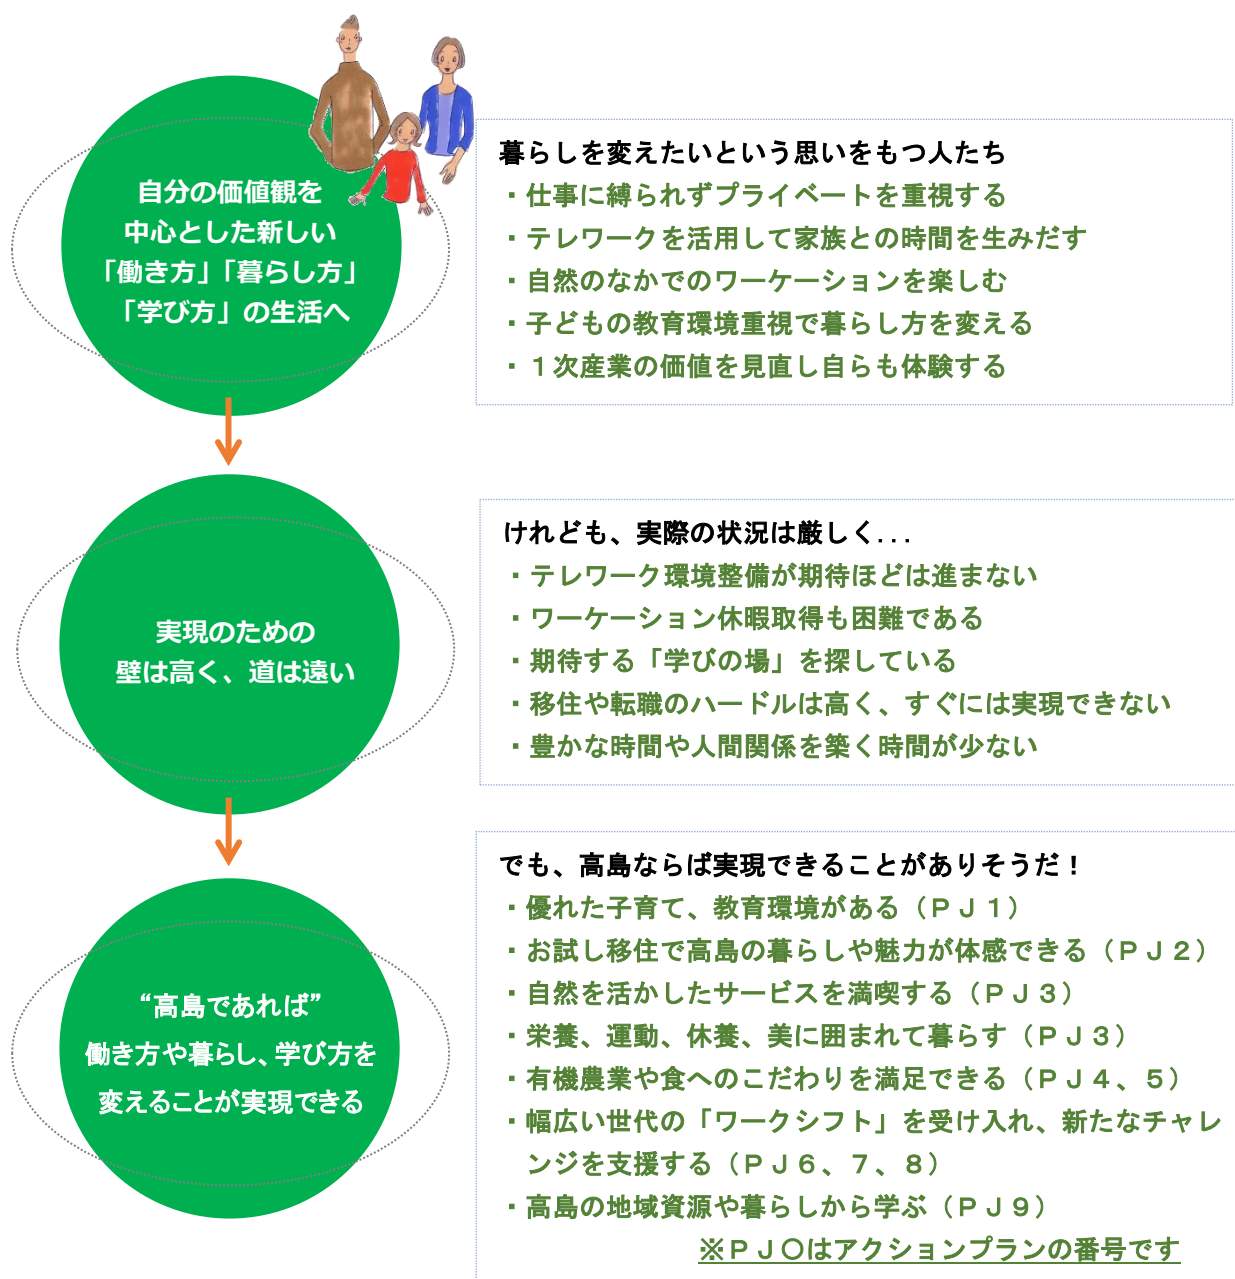 自分の価値観を
中心とした新しい
「働き方」「暮らし方」
「学び方」の生活へ
暮らしを変えたいという思いをもつ人たち
・仕事に縛られずプライベートを重視する
・テレワークを活用して家族との時間を生みだす
・自然のなかでのワーケーションを楽しむ
・子どもの教育環境重視で暮らし方を変える
・１次産業の価値を見直し自らも体験する
実現のための
壁は高く、道は遠い
けれども、実際の状況は厳しく...
・テレワーク環境整備が期待ほどは進まない
・ワーケーション休暇取得も困難である
・期待する「学びの場」を探している
・移住や転職のハードルは高く、すぐには実現できない
・豊かな時間や人間関係を築く時間が少ない
“高島であれば”
働き方や暮らし、学び方を
変えることが実現できる
でも、高島ならば実現できることがありそうだ！
・優れた子育て、教育環境がある（ＰＪ１）
・お試し移住で高島の暮らしや魅力が体感できる（ＰＪ２）
・自然を活かしたサービスを満喫する（ＰＪ３）
・栄養、運動、休養、美に囲まれて暮らす（ＰＪ３）
・有機農業や食へのこだわりを満足できる（ＰＪ４、５）
・幅広い世代の「ワークシフト」を受け入れ、新たなチャレ
ンジを支援する（ＰＪ６、７、８）
・高島の地域資源や暮らしから学ぶ（ＰＪ９）
※ＰＪ〇はアクションプランの番号です